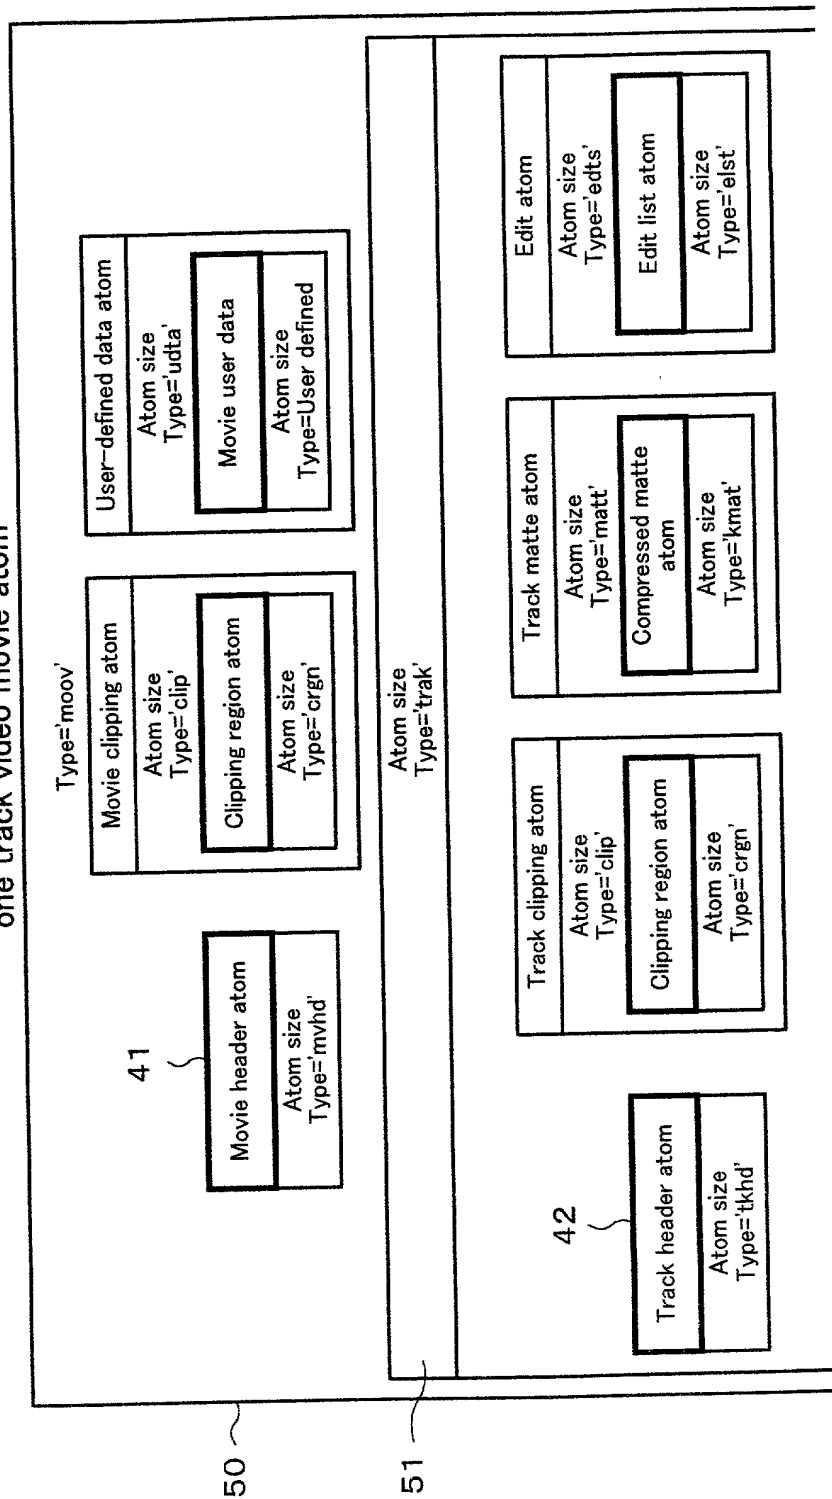 one track video movie atom
Type='moov'
50
41
Movie header atom
Atom size
Type='mvhd'
Movie clipping atom
Atom size
Type='clip'
Clipping region atom
Atom size
Type='crgn'
User-defined data atom
Atom size
Type='udta'
Movie user data
Atom size
Type=User defined
51
Atom size
Type='trak'
42
Track header atom
Atom size
Type='tkhd'
Track clipping atom
Atom size
Type='clip'
Clipping region atom
Atom size
Type='crgn'
Track matte atom
Atom size
Type='matt'
Compressed matte
atom
Atom size
Type='kmat'
Edit atom
Atom size
Type='edts'
Edit list atom
Atom size
Type='elst'